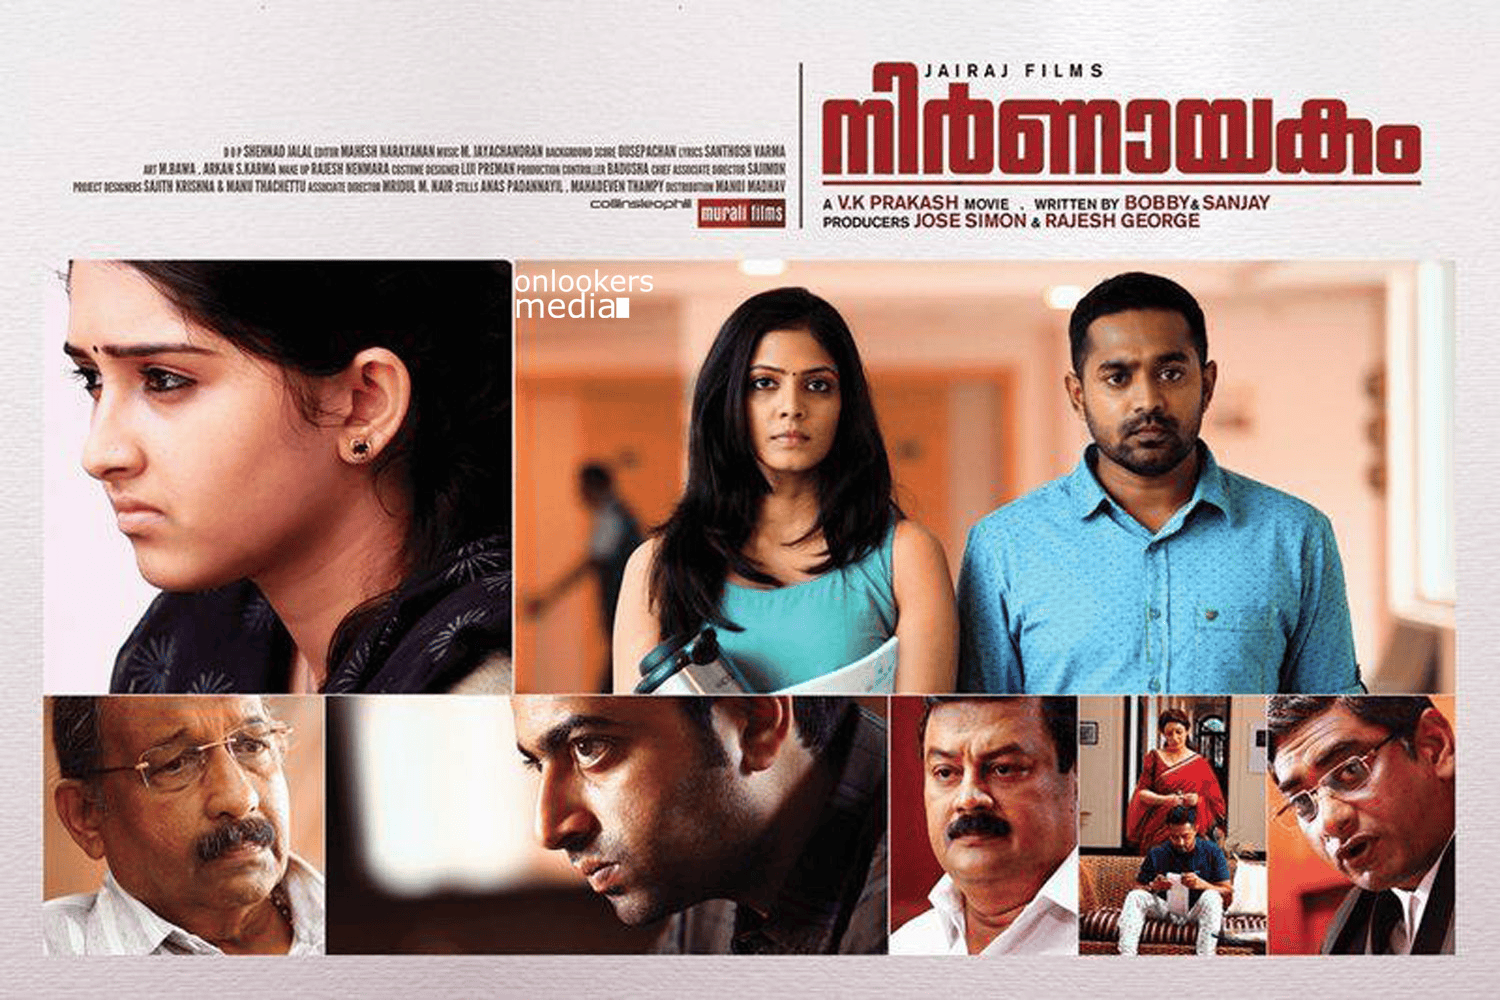 JAIRAJ FILMS
നിർണായകം
A V.K PRAKASH MOVIE . WRITTEN BY BOBBY & SANJAY
PRODUCERS JOSE SIMON & RAJESH GEORGE
D O P SHEHNAD JALAL EDITOR MAHESH NARAYANAN MUSIC M. JAYACHANDRAN BACKGROUND SCORE OUSEPACHAN LYRICS SANTHOSH VARMA
ART M.BAWA , ARKAN S.KARMA MAKE UP RAJESH NENMARA COSTUME DESIGNER LIJI PREMAN PRODUCTION CONTROLLER BADUSHA CHIEF ASSOCIATE DIRECTOR SAJIMON
PROJECT DESIGNERS SAJITH KRISHNA & MANU THACHETTU ASSOCIATE DIRECTOR MRIDUL M. NAIR STILLS ANAS PADANNAYIL , MAHADEVEN THAMPY DISTRIBUTION MANOJ MADHAV
collinsleophil murali films
onlookers
media